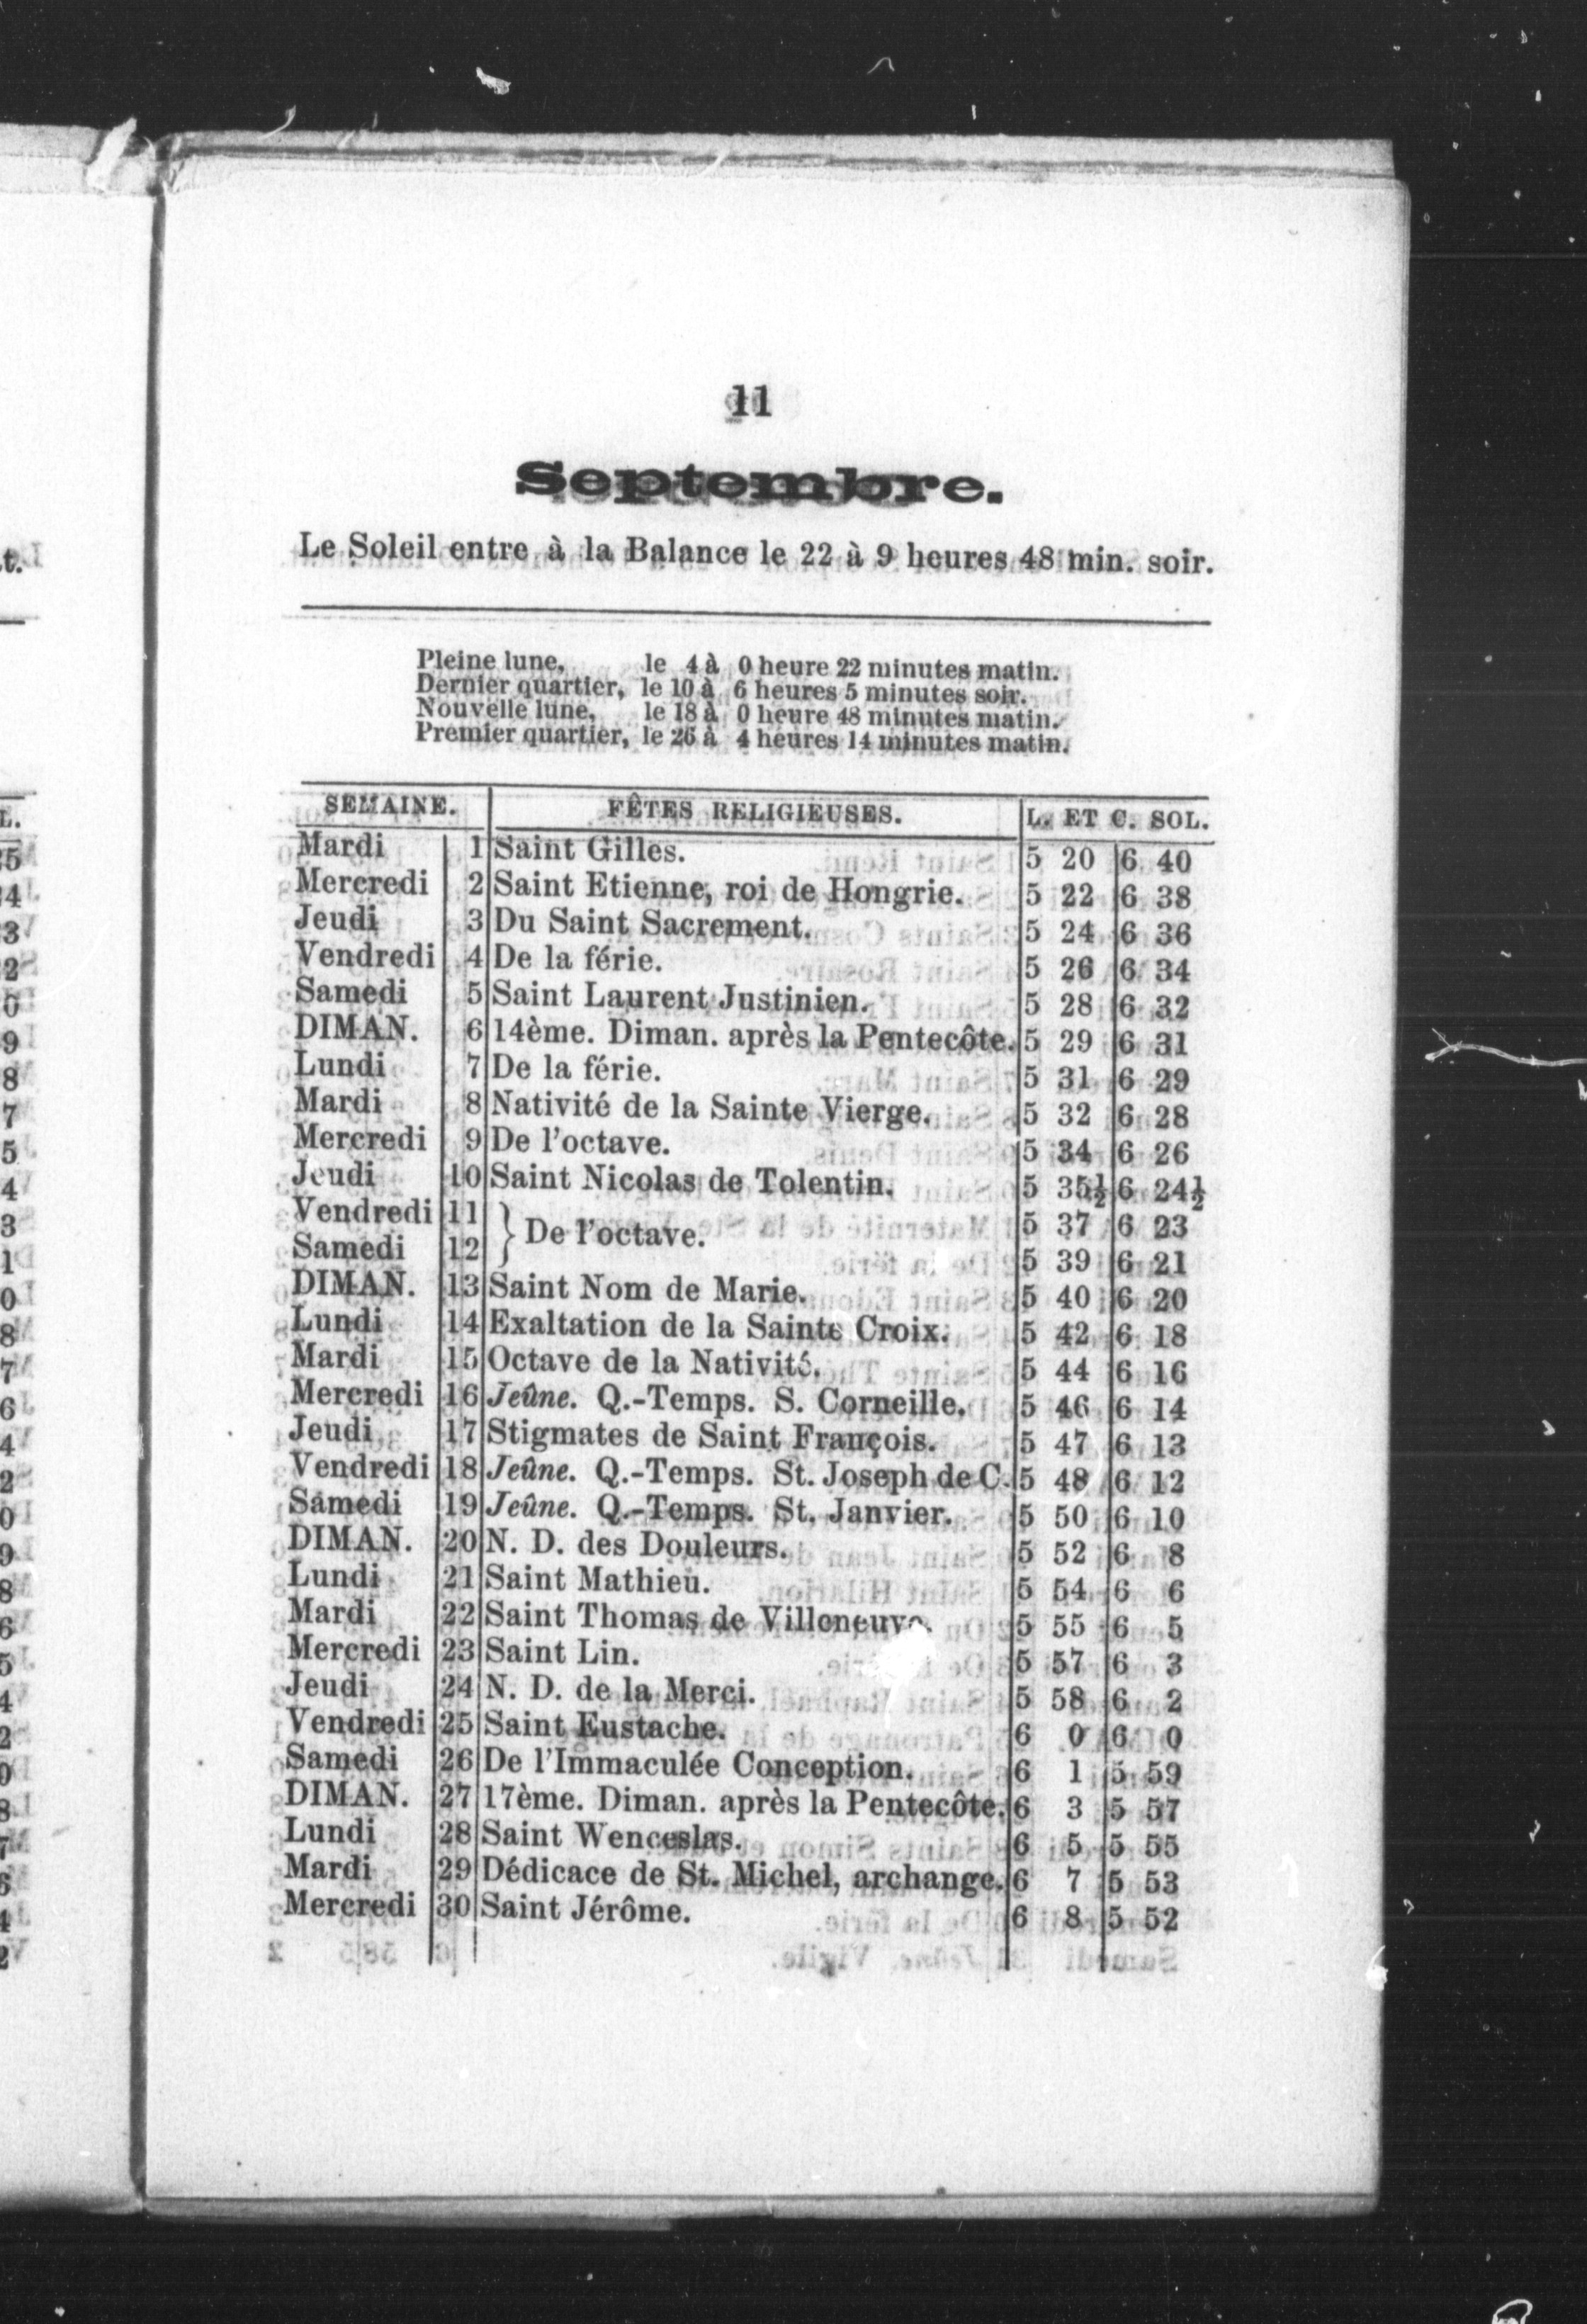 11
Septembre.
Le Soleil entre à la Balance le 22 à 9 heures 48 min. soir.
Pleine lune, le 4 à 0 heure 22 minutes matin.
Dernier quartier, le 10 à 6 heures 5 minutes soir.
Nouvelle lune, le 18 à 0 heure 48 minutes matin.
Premier quartier, le 26 à 4 heures 14 minutes matin.
SEMAINE. FÊTES RELIGIEUSES. L. ET C. SOL.
Mardi 1 Saint Gilles. 5 20 6 40
Mercredi 2 Saint Etienne, roi de Hongrie. 5 22 6 38
Jeudi 3 Du Saint Sacrement. 5 24 6 36
Vendredi 4 De la férie. 5 26 6 34
Samedi 5 Saint Laurent Justinien. 5 28 6 32
DIMAN. 6 14ème. Diman. après la Pentecôte. 5 29 6 31
Lundi 7 De la férie. 5 31 6 29
Mardi 8 Nativité de la Sainte Vierge. 5 32 6 28
Mercredi 9 De l'octave. 5 34 6 26
Jeudi 10 Saint Nicolas de Tolentin. 5 35½ 6 24½
Vendredi 11 } De l'octave. 5 37 6 23
Samedi 12 5 39 6 21
DIMAN. 13 Saint Nom de Marie. 5 40 6 20
Lundi 14 Exaltation de la Sainte Croix. 5 42 6 18
Mardi 15 Octave de la Nativité. 5 44 6 16
Mercredi 16 Jeûne. Q.-Temps. S. Corneille. 5 46 6 14
Jeudi 17 Stigmates de Saint François. 5 47 6 13
Vendredi 18 Jeûne. Q.-Temps. St. Joseph de C. 5 48 6 12
Samedi 19 Jeûne. Q.-Temps. St. Janvier. 5 50 6 10
DIMAN. 20 N. D. des Douleurs. 5 52 6 8
Lundi 21 Saint Mathieu. 5 54 6 6
Mardi 22 Saint Thomas de Villeneuve. 5 55 6 5
Mercredi 23 Saint Lin. 5 57 6 3
Jeudi 24 N. D. de la Merci. 5 58 6 2
Vendredi 25 Saint Eustache. 6 0 6 0
Samedi 26 De l'Immaculée Conception. 6 1 5 59
DIMAN. 27 17ème. Diman. après la Pentecôte. 6 3 5 57
Lundi 28 Saint Wenceslas. 6 5 5 55
Mardi 29 Dédicace de St. Michel, archange. 6 7 5 53
Mercredi 30 Saint Jérôme. 6 8 5 52